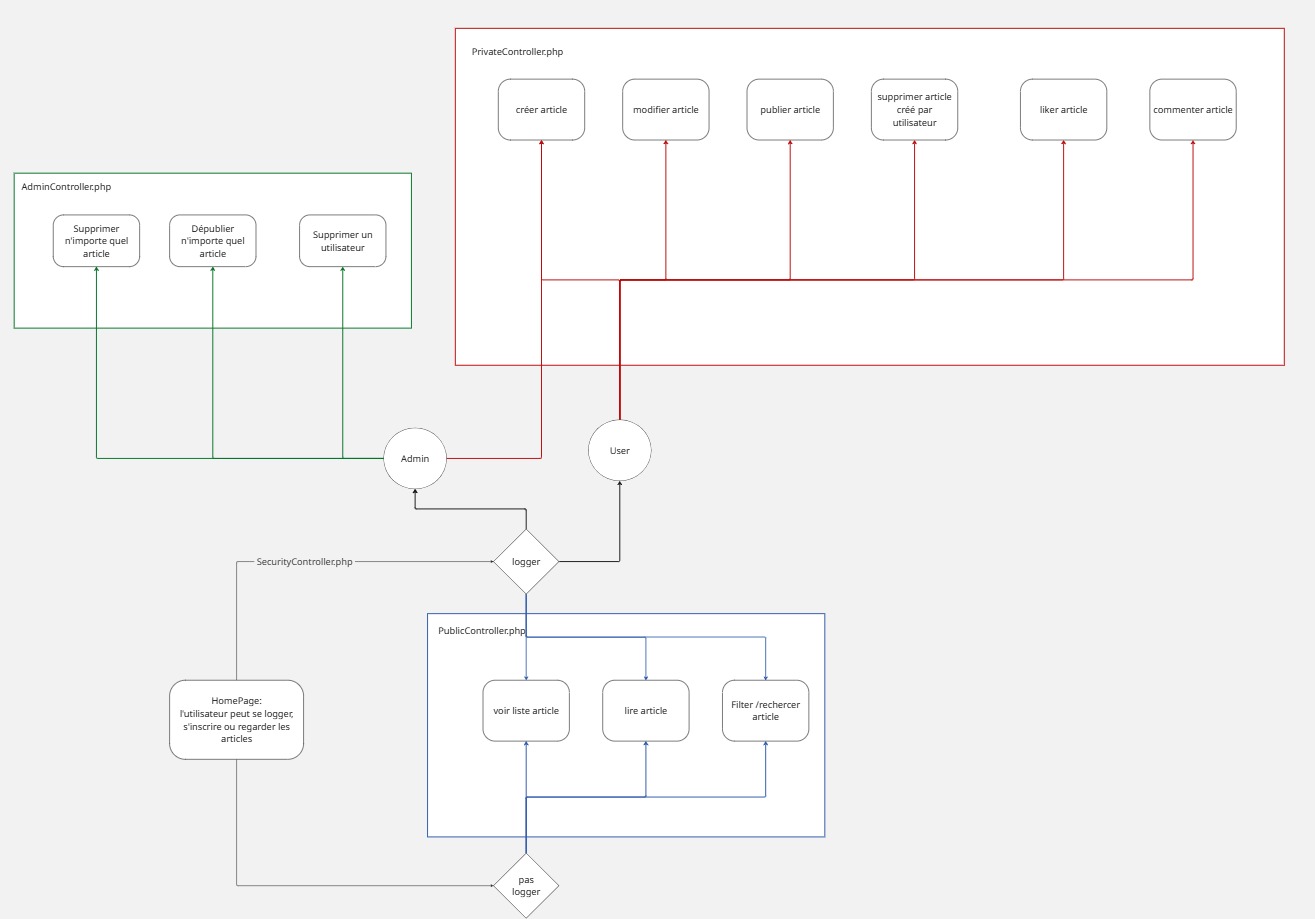 PrivateController.php
créer article
modifier article
publier article
supprimer article
créé par
utilisateur
liker article
commenter article
AdminController.php
Supprimer
n'importe quel
article
Dépublier
n'importe quel
article
Supprimer un
utilisateur
Admin
User
SecurityController.php
logger
PublicController.php
HomePage:
l'utilisateur peut se logger,
s'inscrire ou regarder les
articles
voir liste article
lire article
Filter /rechercer
article
pas
logger